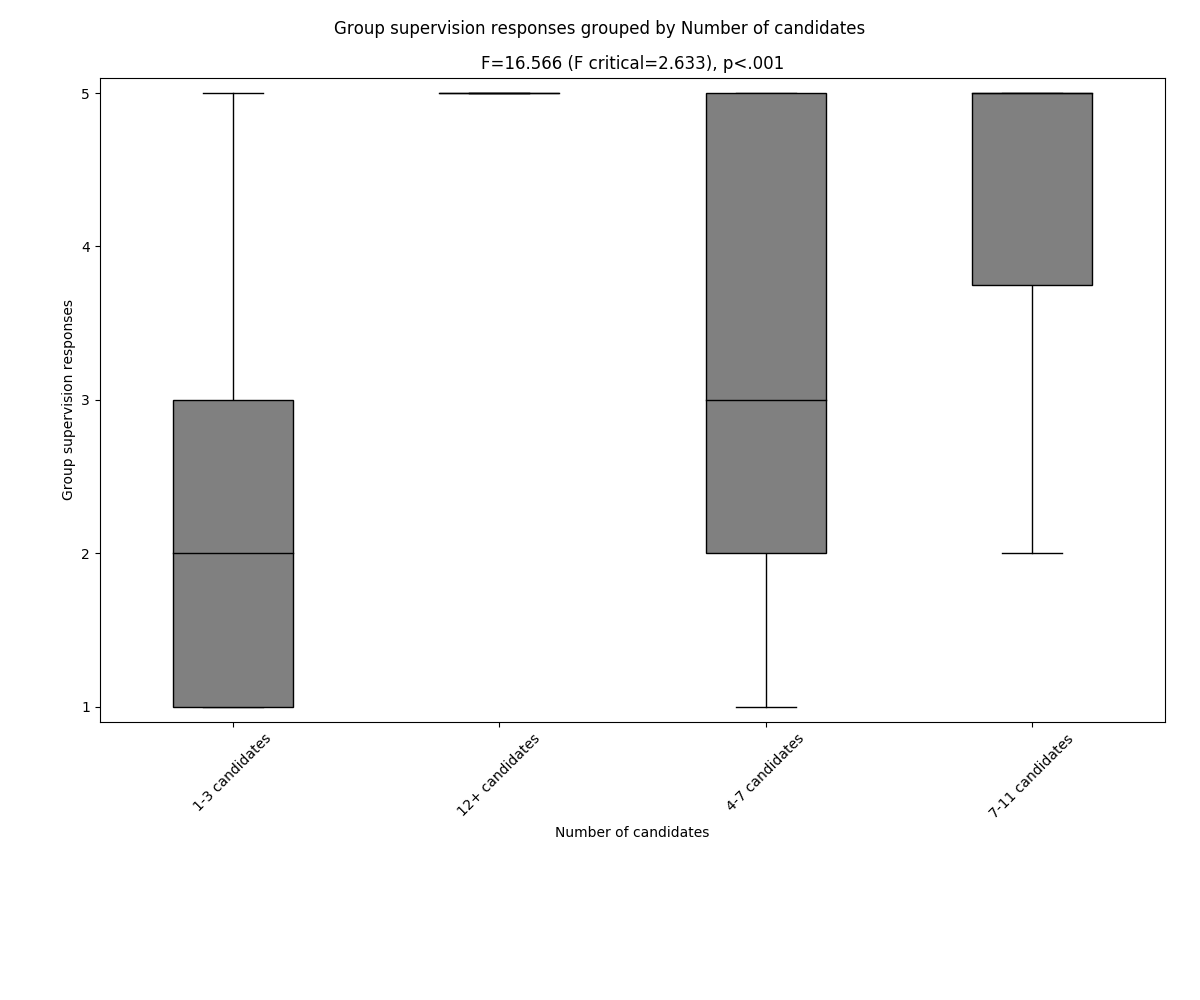 Group supervision responses grouped by Number of candidates
F=16.566 (F critical=2.633), p<.001
Group supervision responses
5
4
3
2
1
1-3 candidates
12+ candidates
4-7 candidates
7-11 candidates
Number of candidates